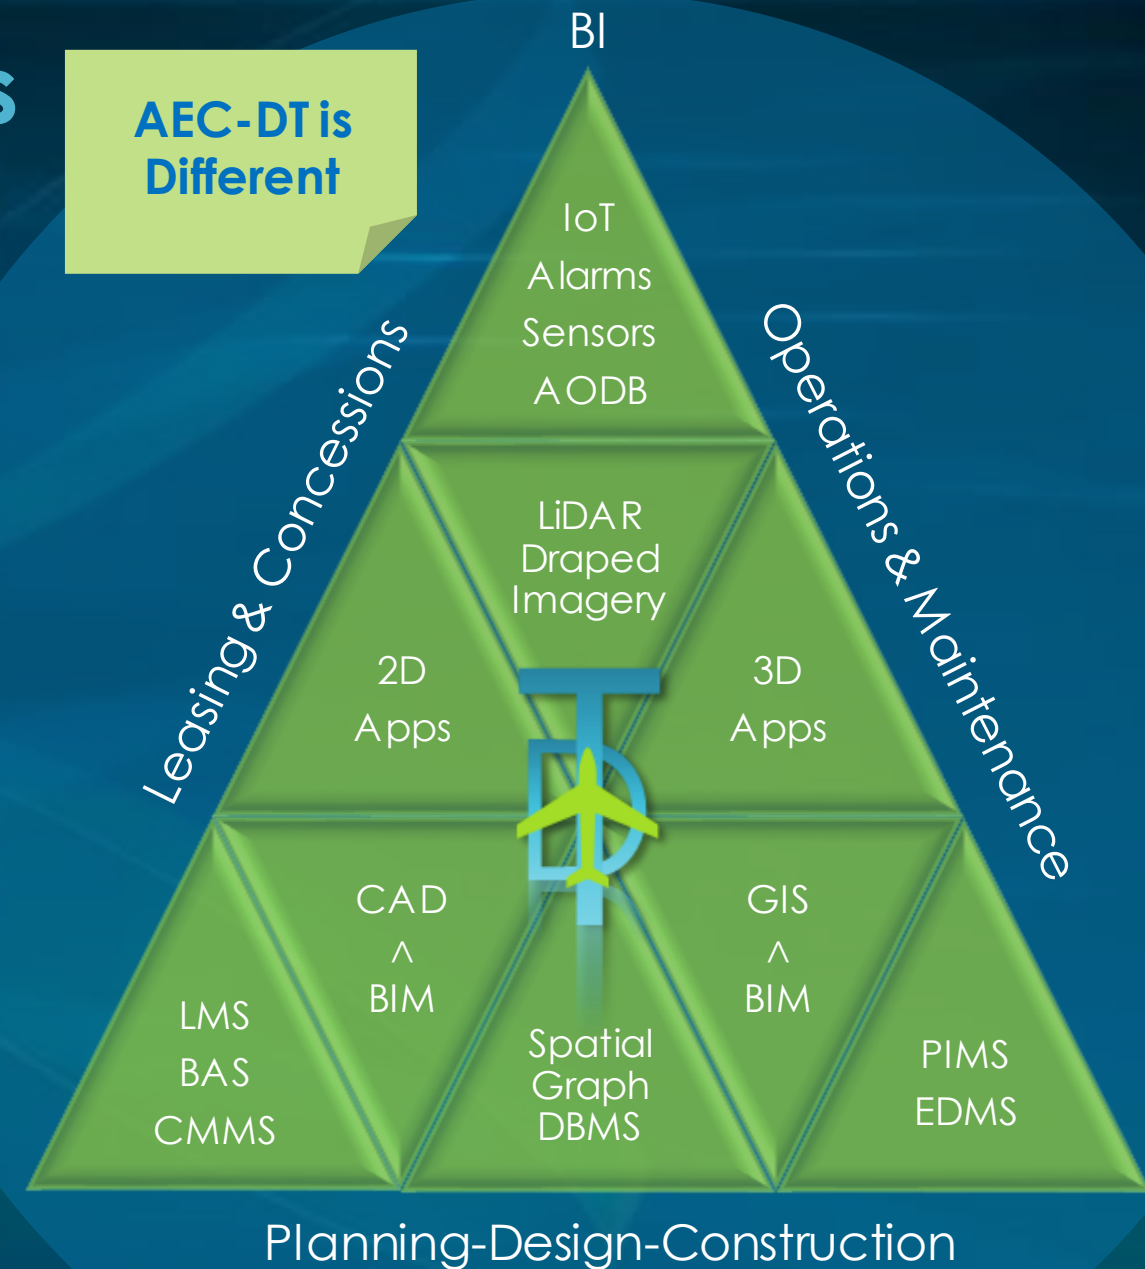 BI
s
AEC-DT is
Different
IoT
Alarms
Sensors
AODB
Leasing & Concessions
Operations & Maintenance
LiDAR
Draped
Imagery
2D
Apps
3D
Apps
DT
CAD
^
BIM
GIS
^
BIM
LMS
BAS
CMMS
Spatial
Graph
DBMS
PIMS
EDMS
Planning-Design-Construction